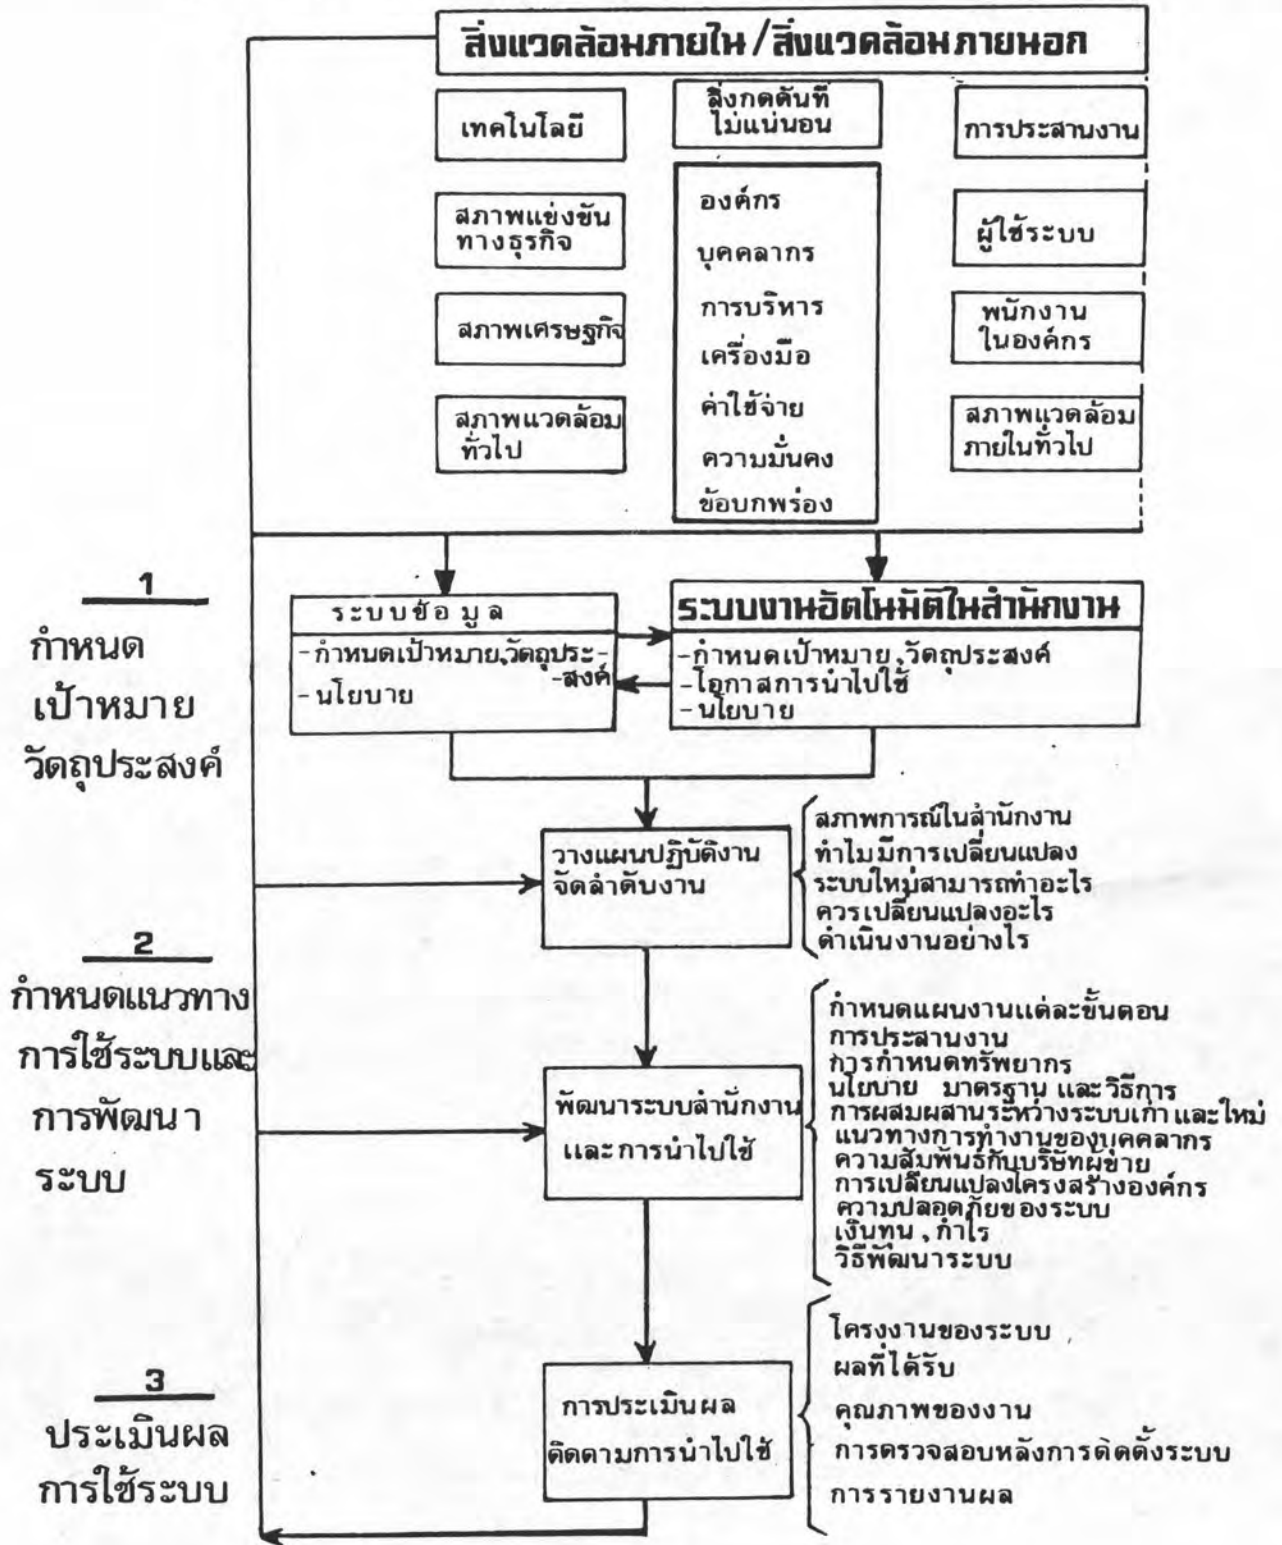 สิ่งแวดล้อมภายใน/สิ่งแวดล้อมภายนอก
เทคโนโลยี
สภาพแข่งขัน
ทางธุรกิจ
สภาพเศรษฐกิจ
สภาพแวดล้อม
ทั่วไป
สิ่งกดดันที่
ไม่แน่นอน
องค์กร
บุคคลากร
การบริหาร
เครื่องมือ
ค่าใช้จ่าย
ความมั่นคง
ข้อบกพร่อง
การประสานงาน
ผู้ใช้ระบบ
พนักงาน
ในองค์กร
สภาพแวดล้อม
ภายในทั่วไป
1
กำหนด
เป้าหมาย
วัตถุประสงค์
ระบบข้อมูล
-กำหนดเป้าหมาย,วัตถุประ-
-สงค์
-นโยบาย
ระบบงานอัตโนมัติในสำนักงาน
-กำหนดเป้าหมาย,วัตถุประสงค์
-โอกาสการนำไปใช้
-นโยบาย
วางแผนปฏิบัติงาน
จัดลำดับงาน
สภาพการณ์ในสำนักงาน
ทำไมมีการเปลี่ยนแปลง
ระบบใหม่สามารถทำอะไร
ควรเปลี่ยนแปลงอะไร
ดำเนินงานอย่างไร
2
กำหนดแนวทาง
การใช้ระบบและ
การพัฒนา
ระบบ
พัฒนาระบบสำนักงาน
และการนำไปใช้
กำหนดแผนงานแต่ละขั้นตอน
การประสานงาน
การกำหนดทรัพยากร
นโยบาย มาตรฐาน และวิธีการ
การผสมผสานระหว่างระบบเก่าและใหม่
แนวทางการทำงานของบุคคลากร
ความสัมพันธ์กับบริษัทผู้ขาย
การเปลี่ยนแปลงโครงสร้างองค์กร
ความปลอดภัยของระบบ
เงินทุน,กำไร
วิธีพัฒนาระบบ
3
ประเมินผล
การใช้ระบบ
การประเมินผล
ติดตามการนำไปใช้
โครงงานของระบบ
ผลที่ได้รับ
คุณภาพของงาน
การตรวจสอบหลังการติดตั้งระบบ
การรายงานผล